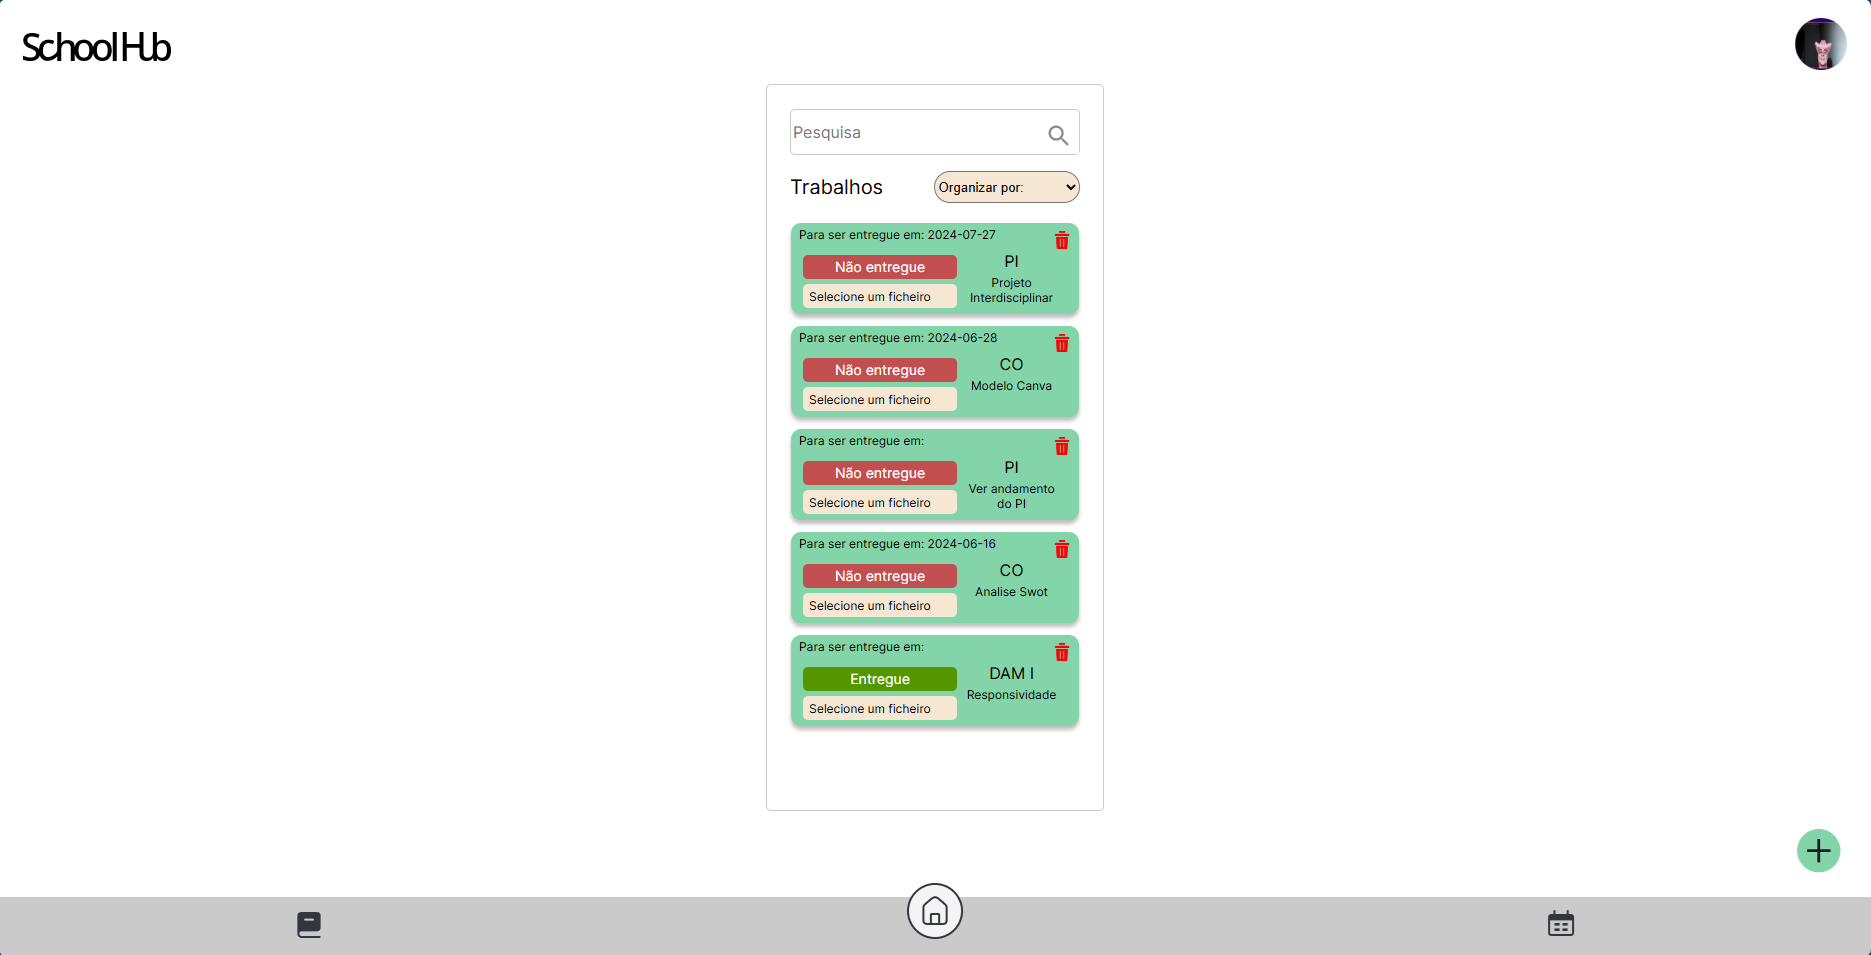 SchoolHub
Pesquisa
Trabalhos
Organizar por:
Para ser entregue em: 2024-07-27
Não entregue
Selecione um ficheiro
PI
Projeto
Interdisciplinar
Para ser entregue em: 2024-06-28
Não entregue
Selecione um ficheiro
CO
Modelo Canva
Para ser entregue em:
Não entregue
Selecione um ficheiro
PI
Ver andamento
do PI
Para ser entregue em: 2024-06-16
Não entregue
Selecione um ficheiro
CO
Analise Swot
Para ser entregue em:
Entregue
Selecione um ficheiro
DAM I
Responsividade